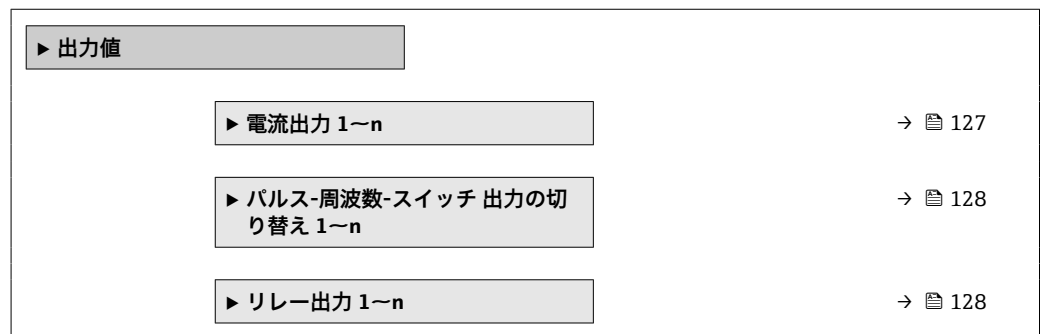 ▶ 出力値
▶ 電流出力 1～n → 127
▶ パルス-周波数-スイッチ 出力の切 → 128
り替え 1～n
▶ リレー出力 1～n → 128